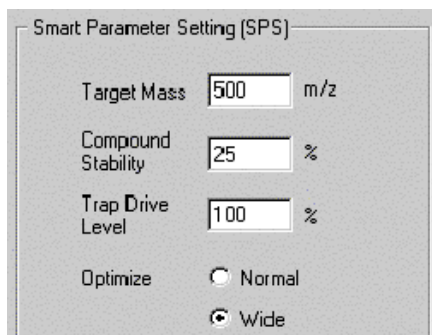 Smart Parameter Setting (SPS)
Target Mass 500 m/z
Compound
Stability 25 %
Trap Drive
Level 100 %
Optimize Normal
Wide